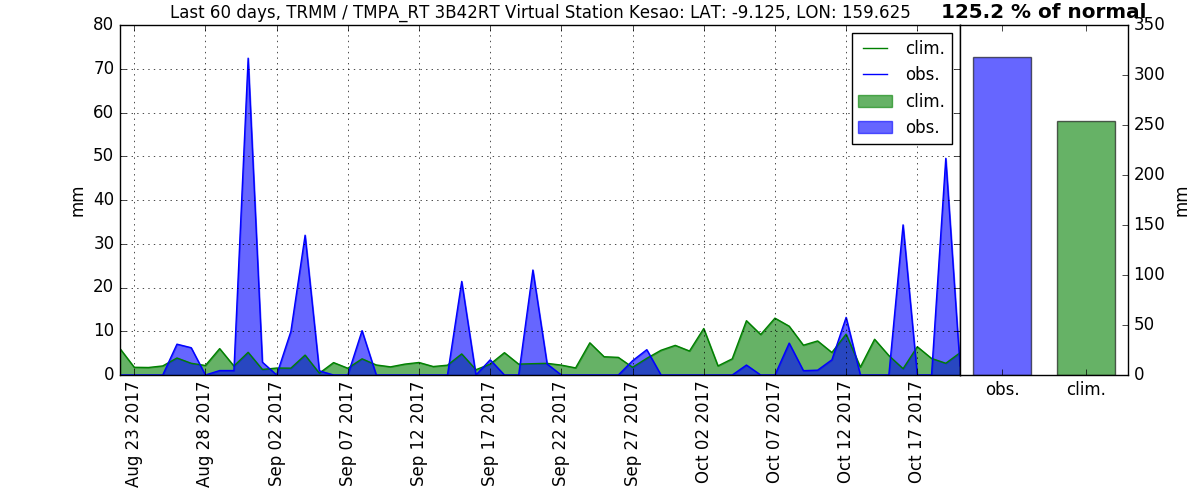 Last 60 days, TRMM / TMPA_RT 3B42RT Virtual Station Kesao: LAT: -9.125, LON: 159.625
125.2 % of normal
80
70
60
50
40
30
20
10
0
mm
clim.
obs.
clim.
obs.
350
300
250
200
150
100
50
0
mm
Aug 23 2017
Aug 28 2017
Sep 02 2017
Sep 07 2017
Sep 12 2017
Sep 17 2017
Sep 22 2017
Sep 27 2017
Oct 02 2017
Oct 07 2017
Oct 12 2017
Oct 17 2017
obs.
clim.